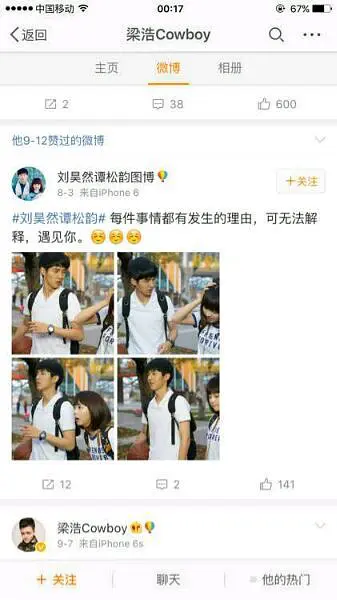 中国移动 00:17 67%
返回 梁浩Cowboy
主页 微博 相册
2 38 600
他9-12赞过的微博
刘昊然谭松韵图博
+关注
8-3 来自iPhone 6
#刘昊然谭松韵# 每件事情都有发生的理由，可无法解
释，遇见你。
12 2 141
梁浩Cowboy
9-7 来自iPhone 6s
+ 关注 聊天 他的热门